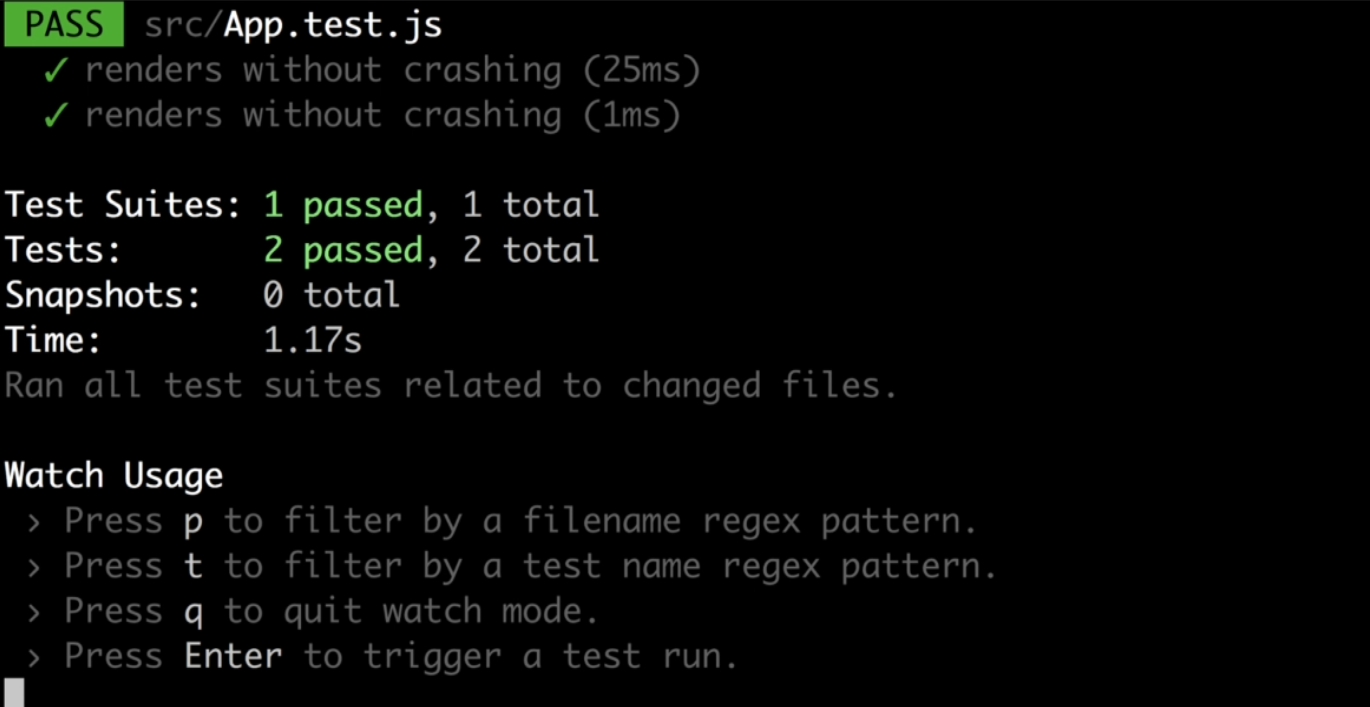 PASS src/App.test.js
✓ renders without crashing (25ms)
✓ renders without crashing (1ms)
Test Suites: 1 passed, 1 total
Tests: 2 passed, 2 total
Snapshots: 0 total
Time: 1.17s
Ran all test suites related to changed files.
Watch Usage
› Press p to filter by a filename regex pattern.
› Press t to filter by a test name regex pattern.
› Press q to quit watch mode.
› Press Enter to trigger a test run.